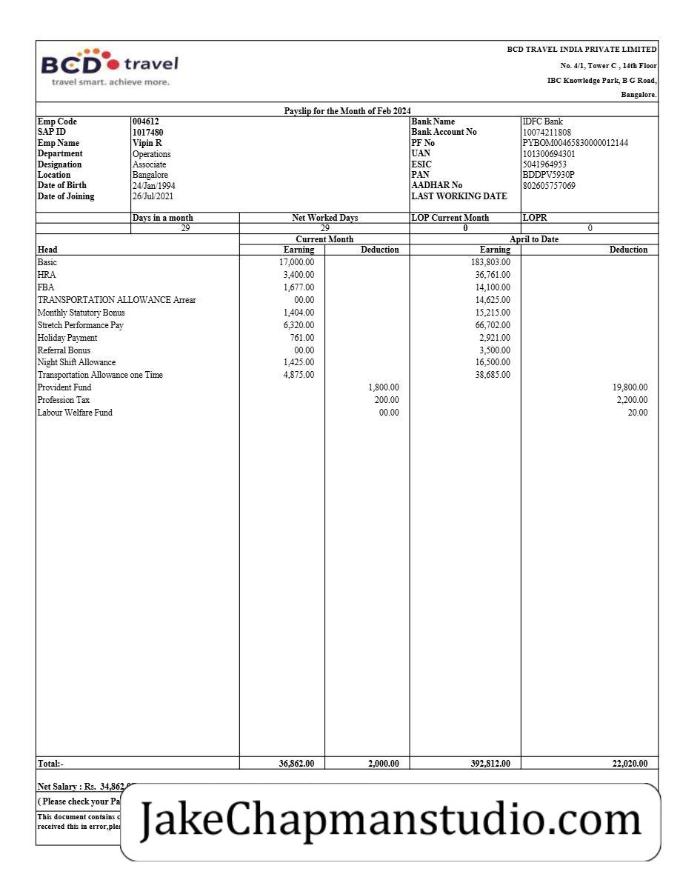 BCD travel
travel smart. achieve more.
BCD TRAVEL INDIA PRIVATE LIMITED
No. 4/1, Tower C , 14th Floor
IBC Knowledge Park, B G Road,
Bangalore.
Payslip for the Month of Feb 2024
Emp Code 004612 Bank Name IDFC Bank
SAP ID 1017480 Bank Account No 10074211808
Emp Name Vipin R PF No PYBOM00465830000012144
Department Operations UAN 101300694301
Designation Associate ESIC 5041964953
Location Bangalore PAN BDDPV5930P
Date of Birth 24/Jan/1994 AADHAR No 802605757069
Date of Joining 26/Jul/2021 LAST WORKING DATE
Days in a month Net Worked Days LOP Current Month LOPR
29 29 0 0
Current Month April to Date
Head Earning Deduction Earning Deduction
Basic 17,000.00 183,803.00
HRA 3,400.00 36,761.00
FBA 1,677.00 14,100.00
TRANSPORTATION ALLOWANCE Arrear 00.00 14,625.00
Monthly Statutory Bonus 1,404.00 15,215.00
Stretch Performance Pay 6,320.00 66,702.00
Holiday Payment 761.00 2,921.00
Referral Bonus 00.00 3,500.00
Night Shift Allowance 1,425.00 16,500.00
Transportation Allowance one Time 4,875.00 38,685.00
Provident Fund 1,800.00 19,800.00
Profession Tax 200.00 2,200.00
Labour Welfare Fund 00.00 20.00
Total:- 36,862.00 2,000.00 392,812.00 22,020.00
Net Salary : Rs. 34,862
( Please check your
This document contains
received this in error,
JakeChapmanstudio.com